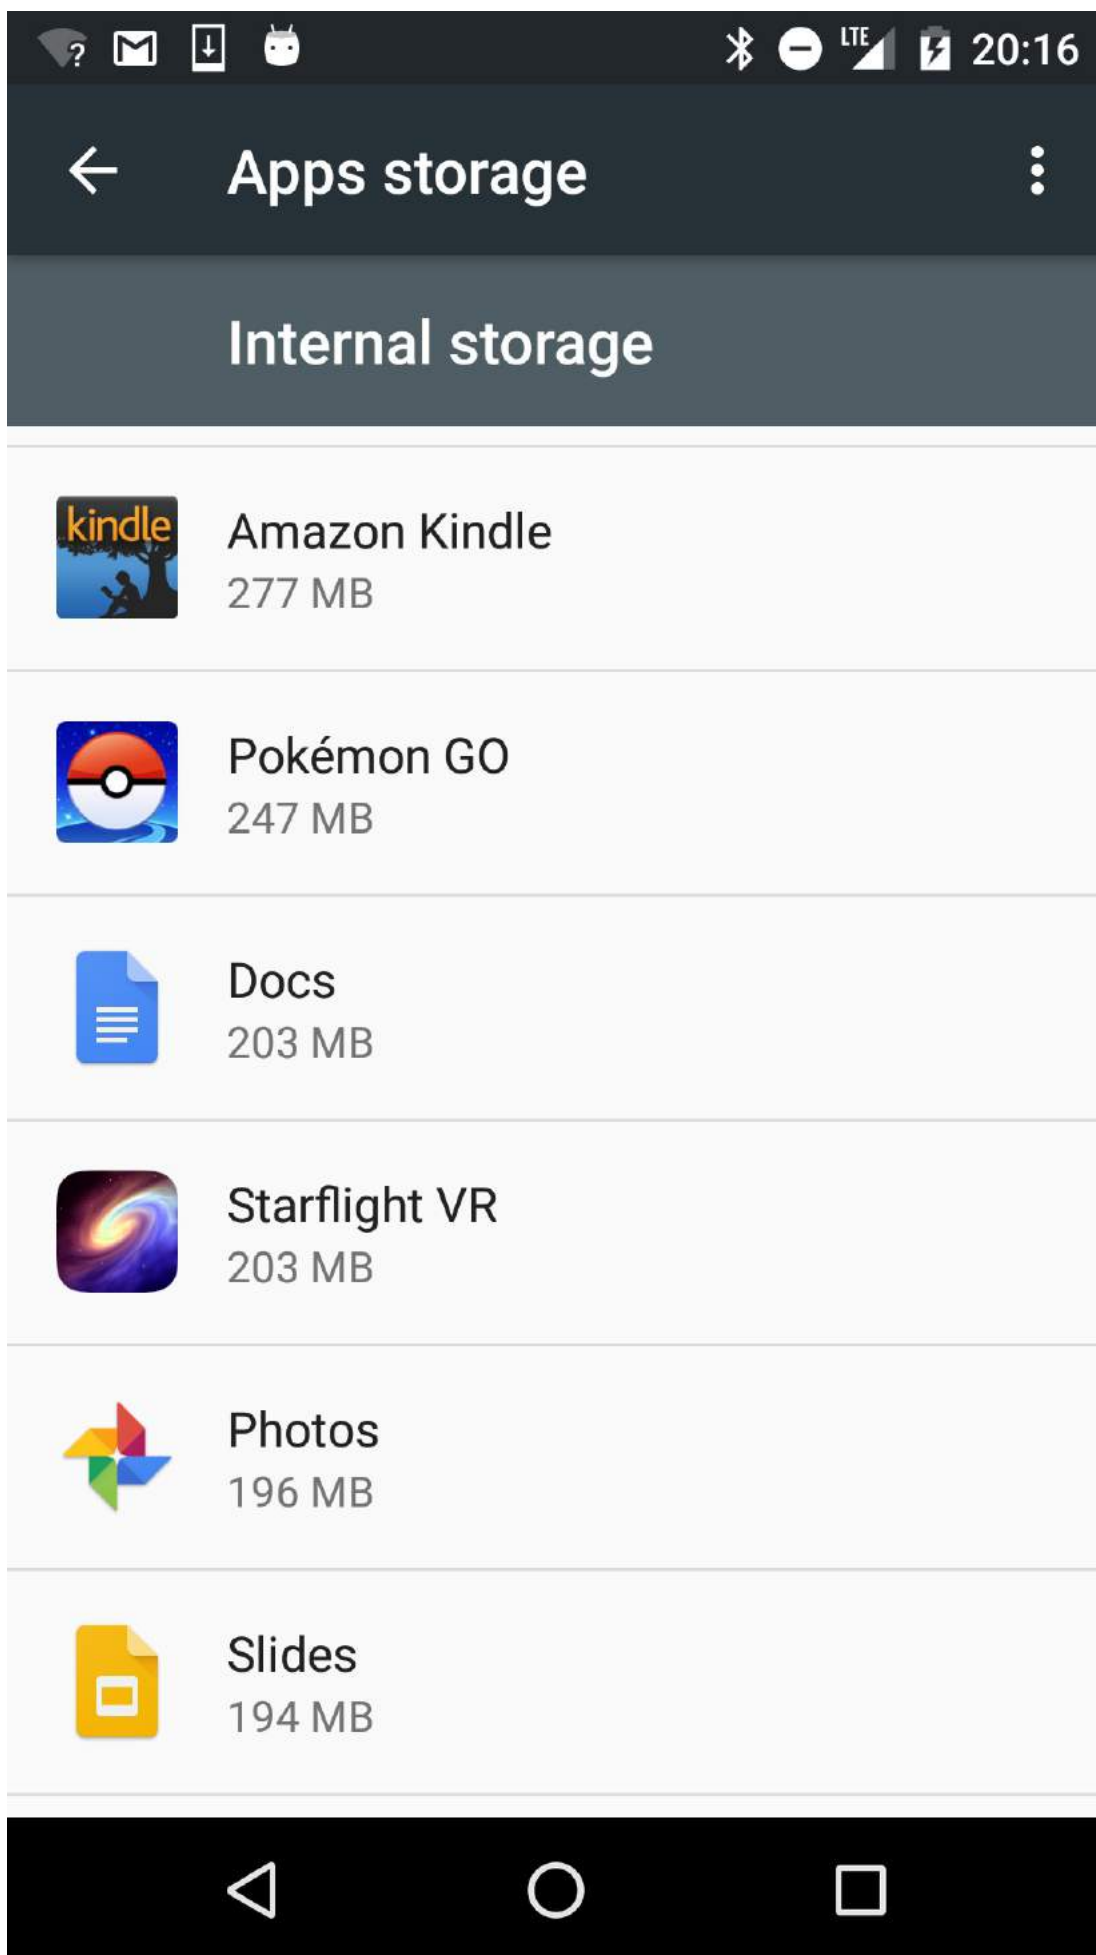 LTE 20:16
Apps storage
Internal storage
kindle
Amazon Kindle
277 MB
Pokémon GO
247 MB
Docs
203 MB
Starflight VR
203 MB
Photos
196 MB
Slides
194 MB